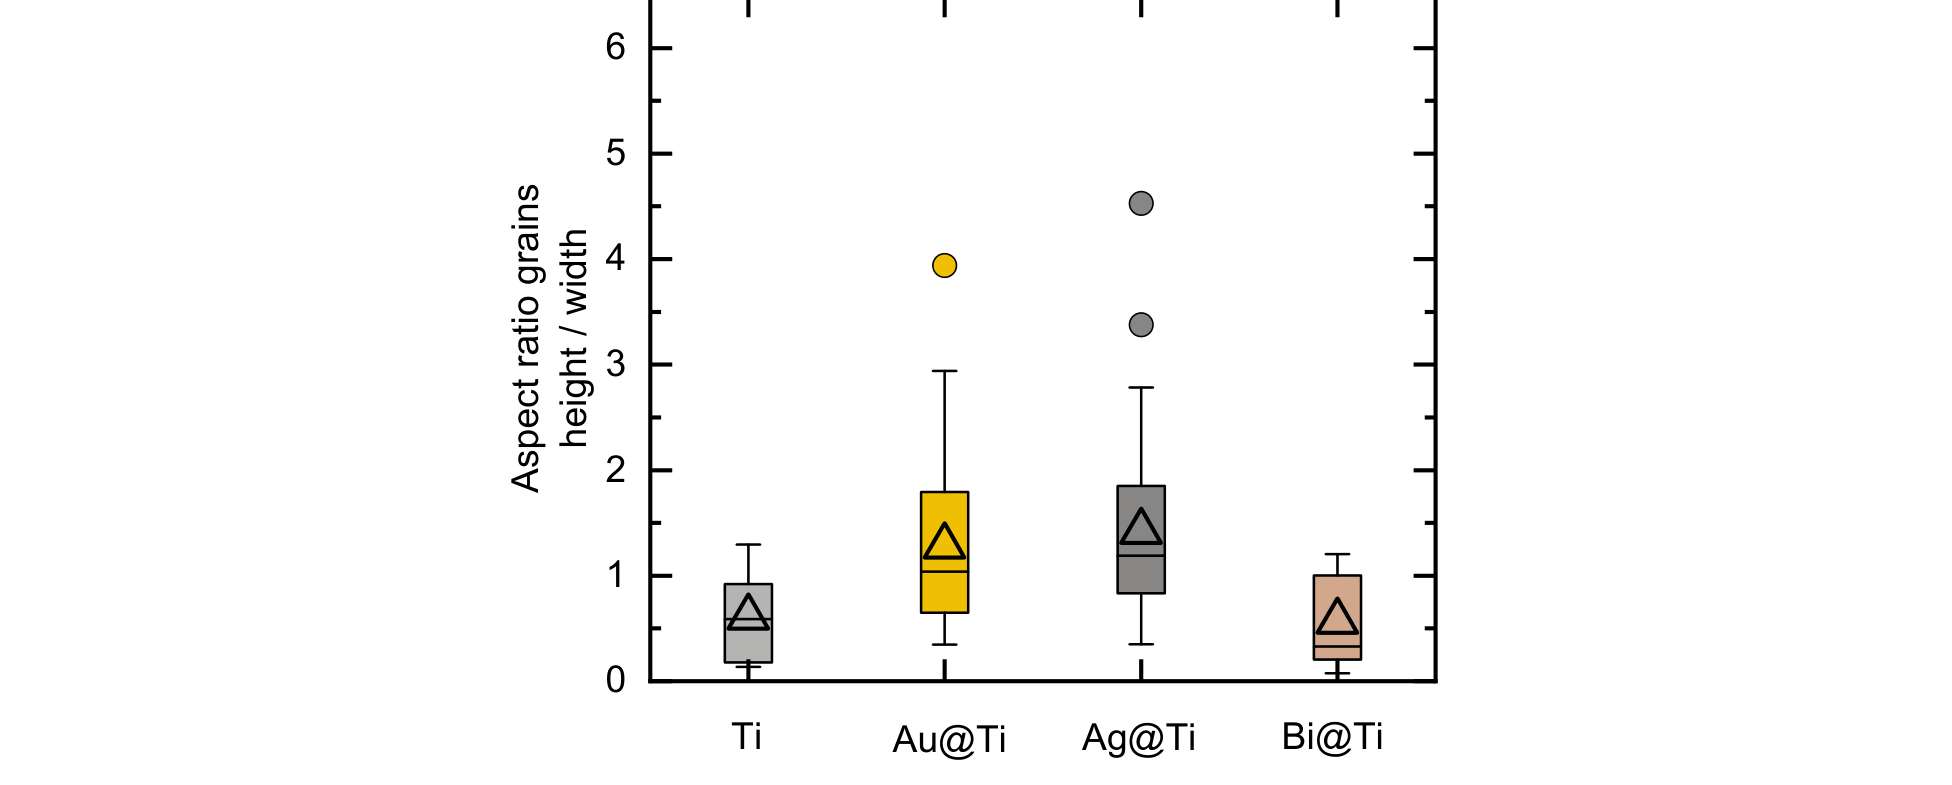 6
5
4
3
2
1
0
Aspect ratio grains
height / width
Ti
Au@Ti
Ag@Ti
Bi@Ti